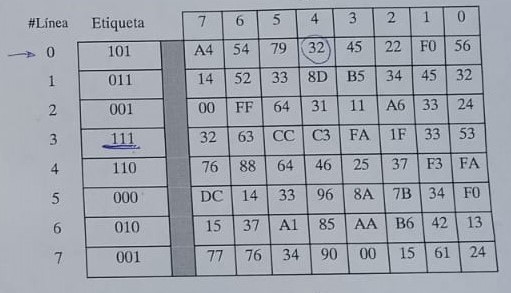 #Línea Etiqueta 7 6 5 4 3 2 1 0
0 101 A4 54 79 32 45 22 F0 56
1 011 14 52 33 8D B5 34 45 32
2 001 00 FF 64 31 11 A6 33 24
3 111 32 63 CC C3 FA 1F 33 53
4 110 76 88 64 46 25 37 F3 FA
5 000 DC 14 33 96 8A 7B 34 F0
6 010 15 37 A1 85 AA B6 42 13
7 001 77 76 34 90 00 15 61 24